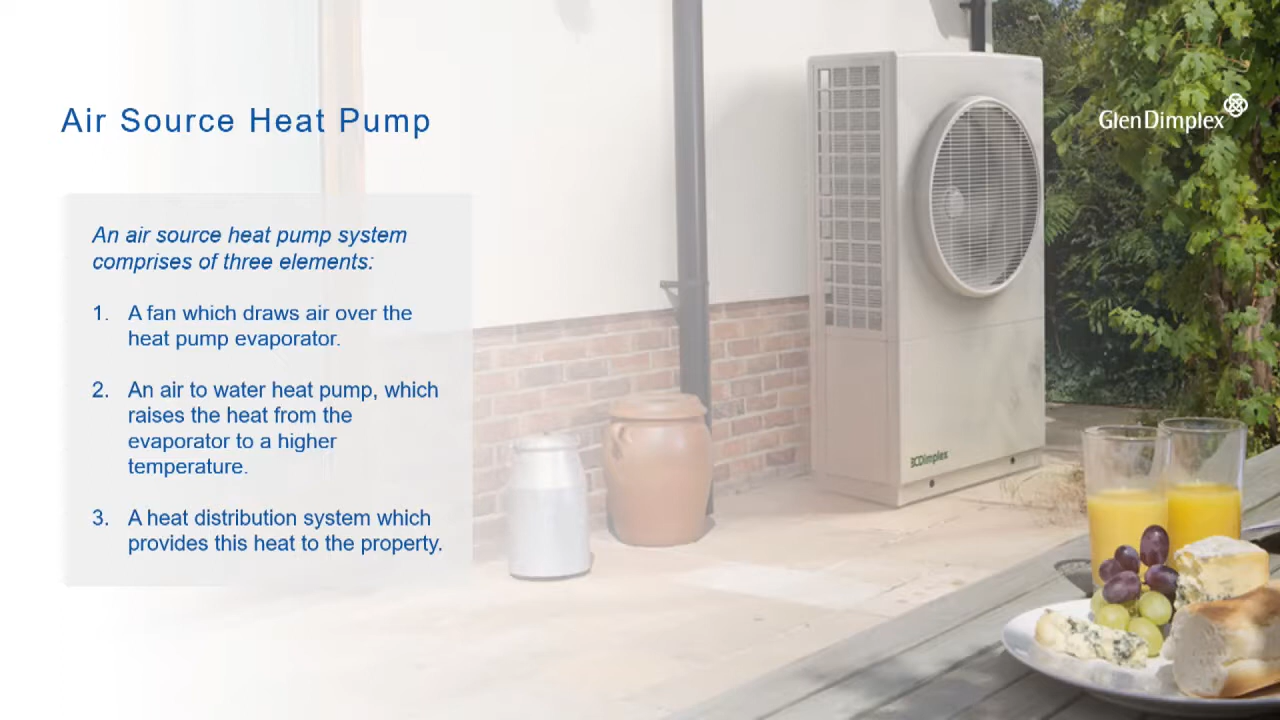 Air Source Heat Pump
GlenDimplex
An air source heat pump system
comprises of three elements:
1. A fan which draws air over the
heat pump evaporator.
2. An air to water heat pump, which
raises the heat from the
evaporator to a higher
temperature.
3. A heat distribution system which
provides this heat to the property.
Dimplex